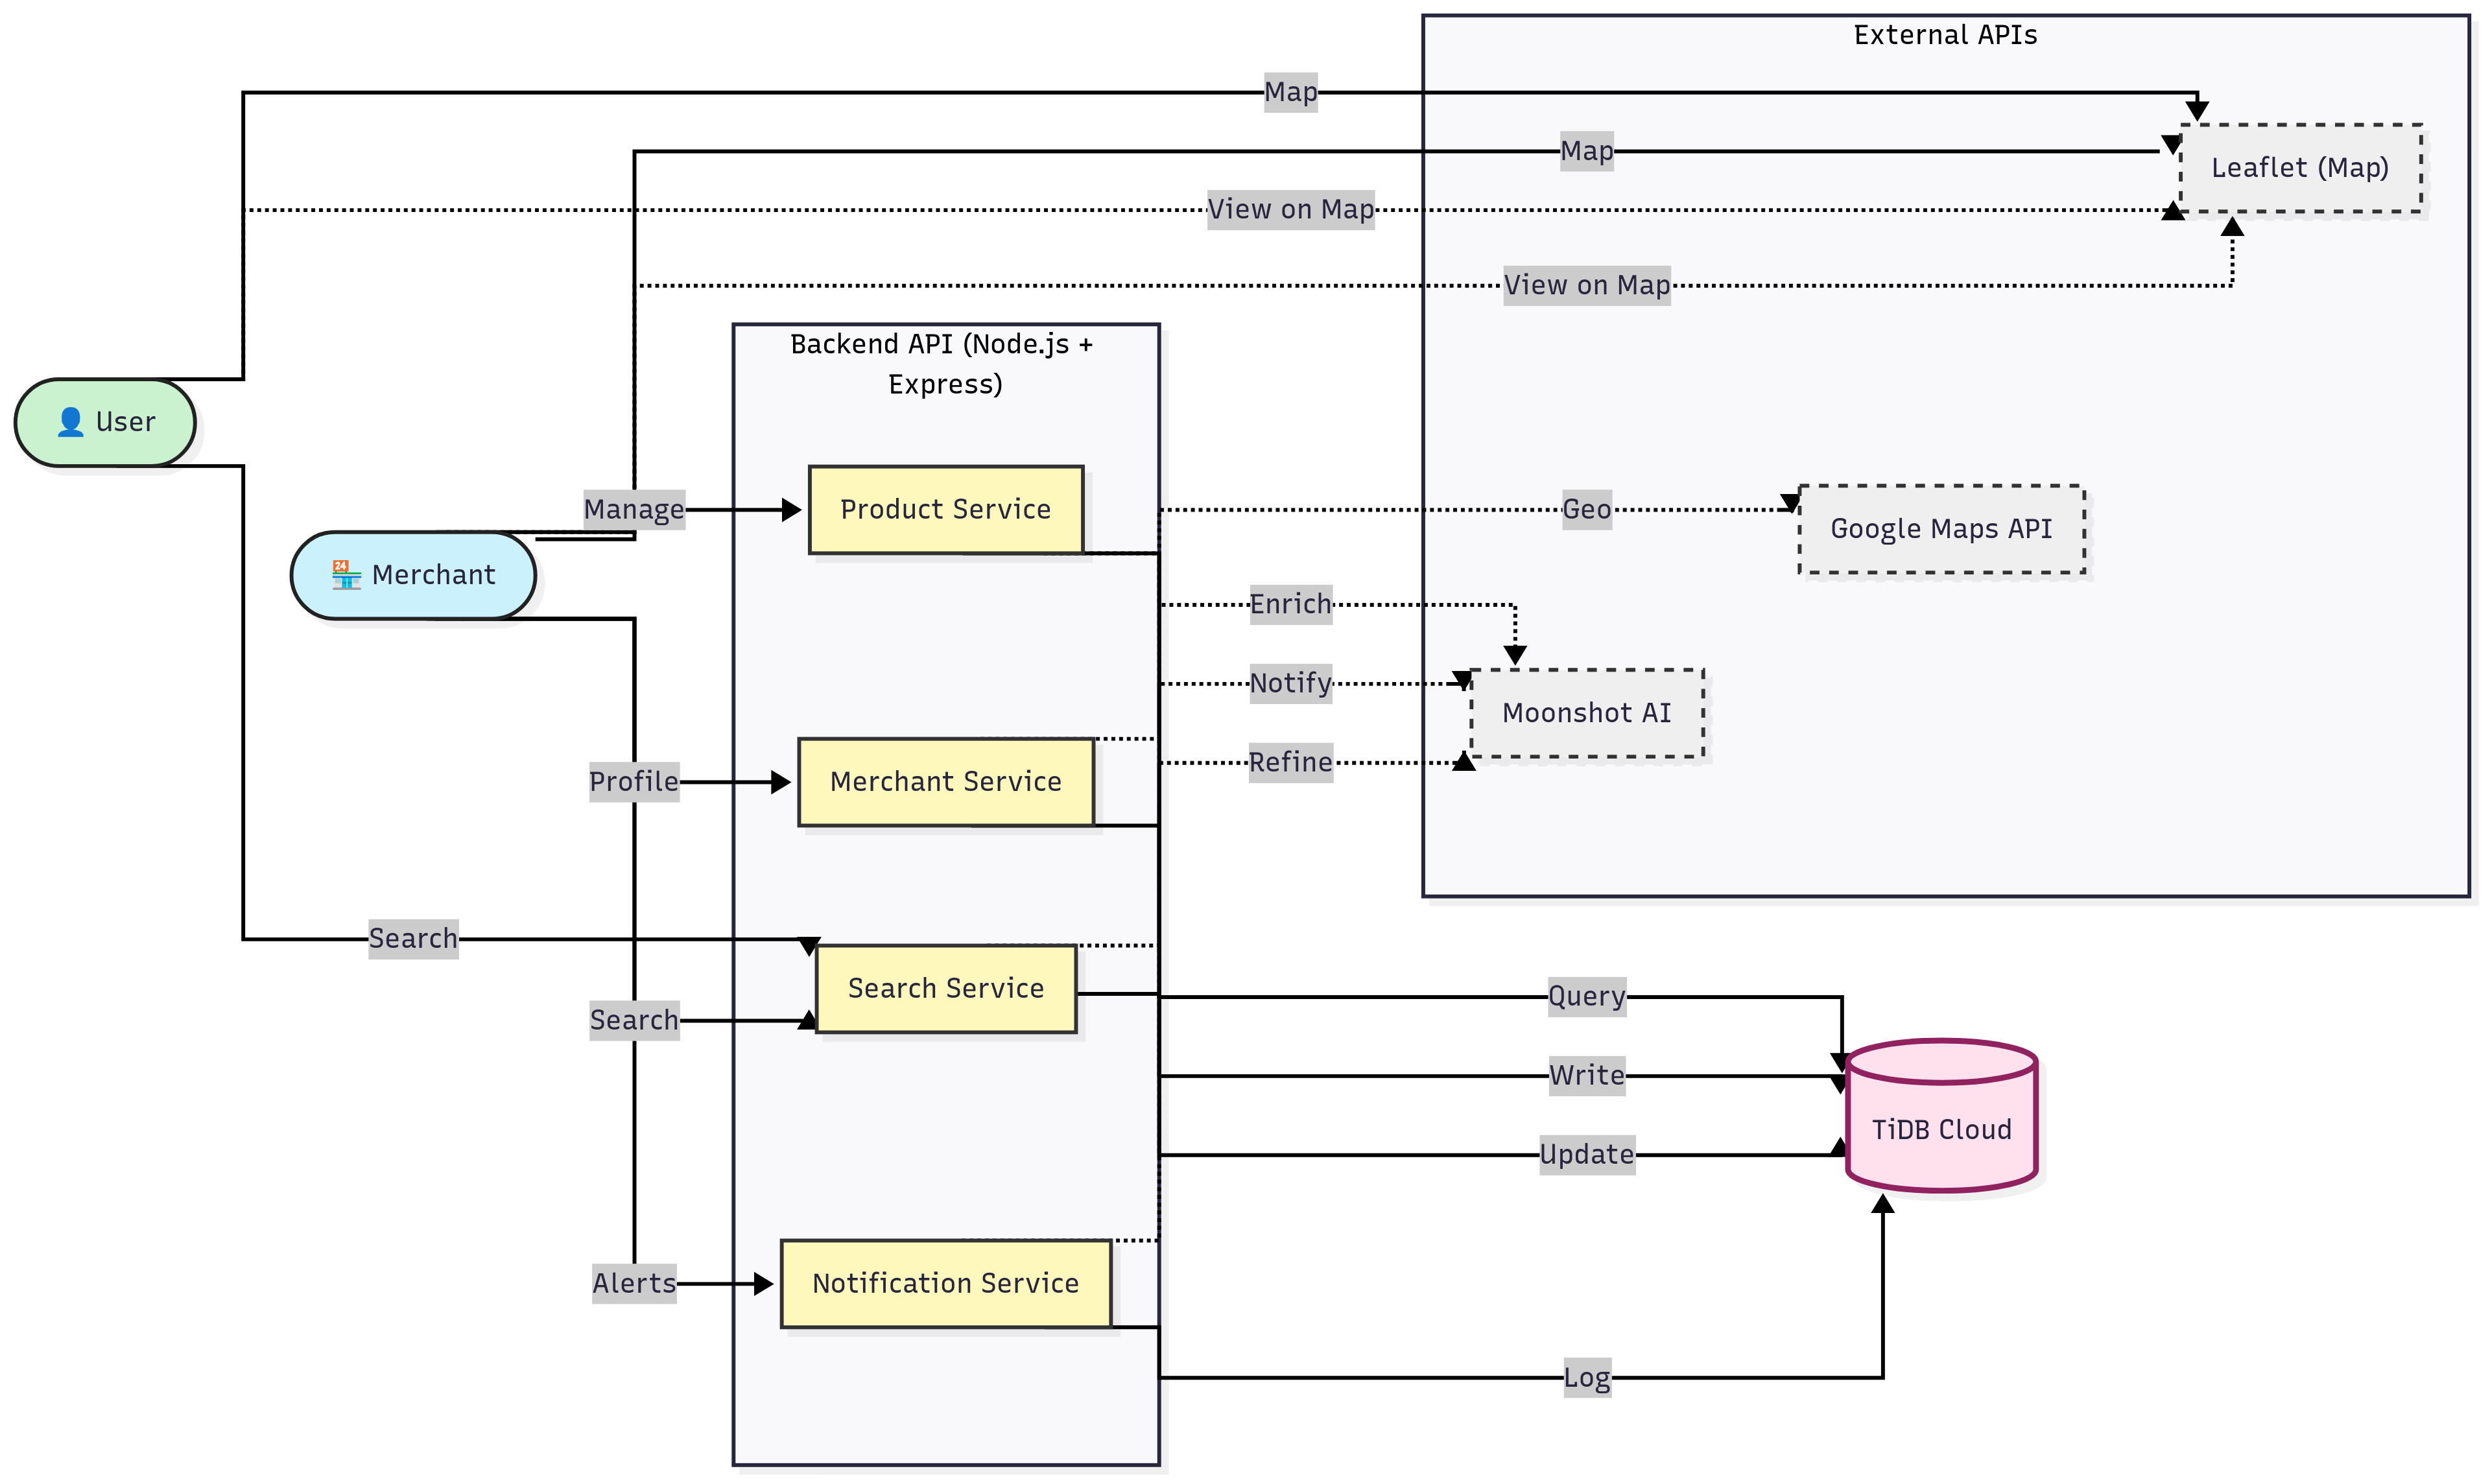 External APIs
Map
Map
Leaflet (Map)
View on Map
View on Map
Backend API (Node.js +
Express)
User
Manage
Product Service
Geo
Google Maps API
24
Merchant
Enrich
Notify
Moonshot AI
Refine
Profile
Merchant Service
Search
Search Service
Search
Query
Write
TiDB Cloud
Update
Alerts
Notification Service
Log